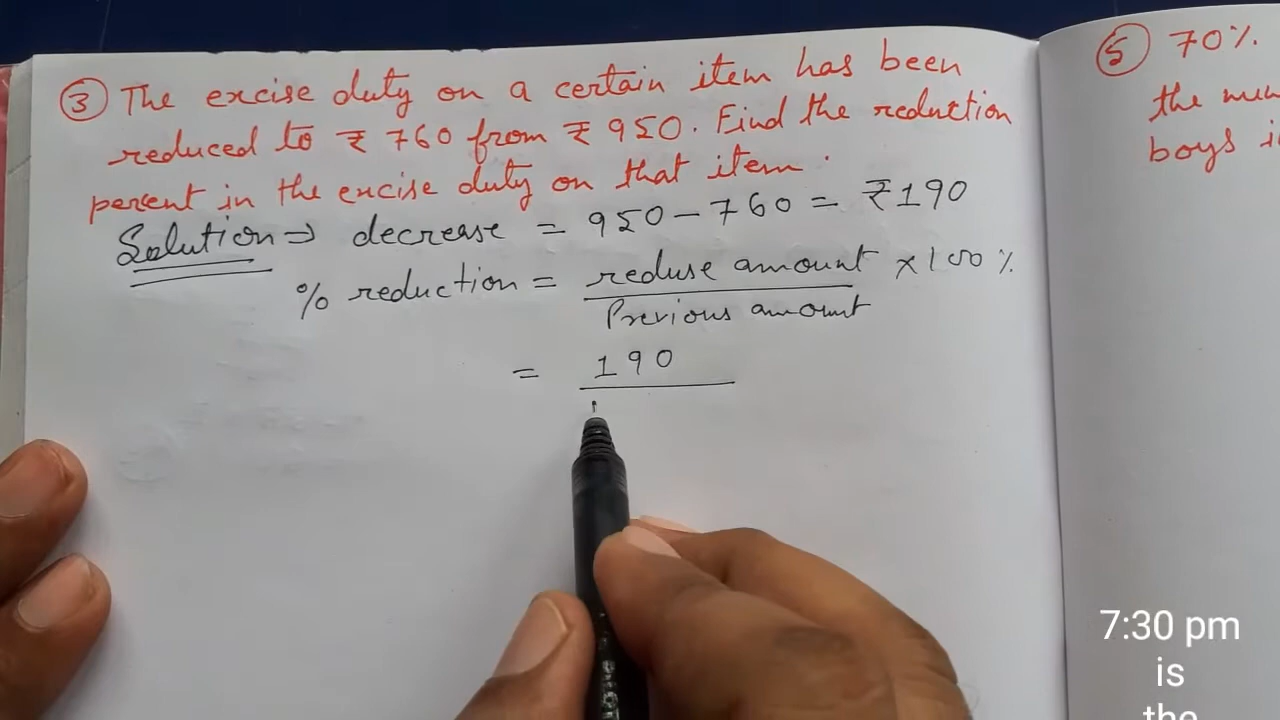 ③ The excise duty on a certain item has been
reduced to ₹ 760 from ₹ 950. Find the reduction
percent in the excise duty on that item.
Solution ⇒ decrease = 950 - 760 = ₹190
% reduction = reduse amount × 100 %
Previous amount
= 190
⑤ 70%.
the
boys
7:30 pm
is
the